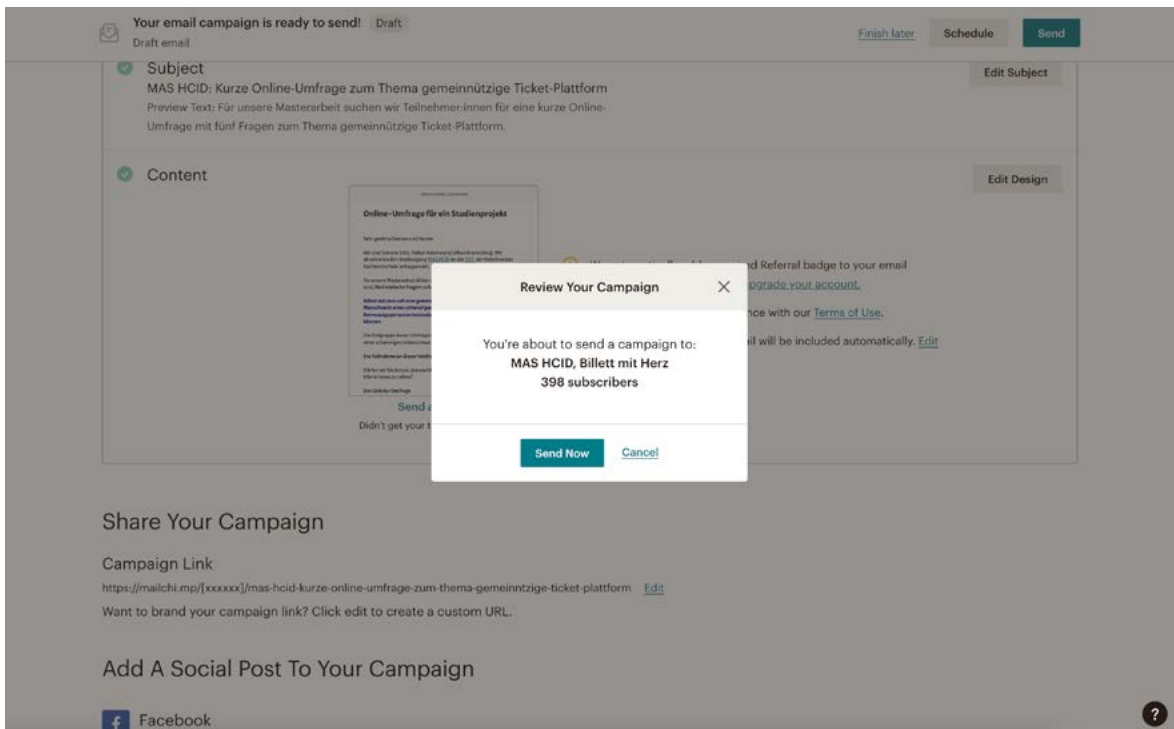 Your email campaign is ready to send! Draft
Draft email
Finish later
Schedule
Send
Subject
Edit Subject
MAS HCID: Kurze Online-Umfrage zum Thema gemeinnützige Ticket-Plattform
Preview Text: Für unsere Masterarbeit suchen wir Teilnehmer:innen für eine kurze Online-
Umfrage mit fünf Fragen zum Thema gemeinnützige Ticket-Plattform.
Content
Edit Design
Online-Umfrage für ein Studienprojekt
nd Referral badge to your email
pgrade your account.
nce with our Terms of Use.
il will be included automatically. Edit
Send
Didn't get your t
Review Your Campaign
You're about to send a campaign to:
MAS HCID, Billett mit Herz
398 subscribers
Send Now
Cancel
Share Your Campaign
Campaign Link
https://mailchi.mp/[xxxxxx]/mas-hcid-kurze-online-umfrage-zum-thema-gemeinntzige-ticket-plattform Edit
Want to brand your campaign link? Click edit to create a custom URL.
Add A Social Post To Your Campaign
f Facebook
?